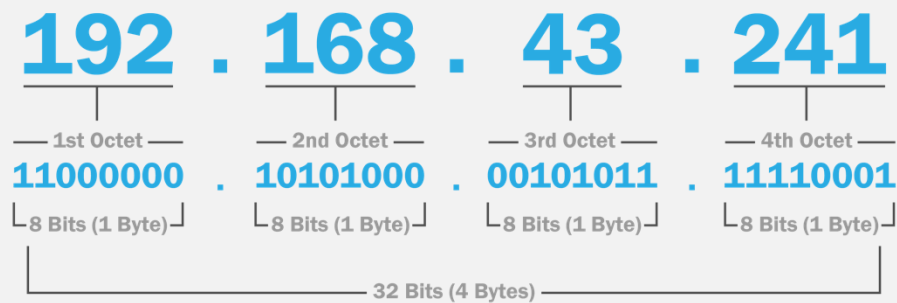 192 . 168 . 43 . 241
1st Octet 2nd Octet 3rd Octet 4th Octet
11000000 . 10101000 . 00101011 . 11110001
8 Bits (1 Byte) 8 Bits (1 Byte) 8 Bits (1 Byte) 8 Bits (1 Byte)
32 Bits (4 Bytes)